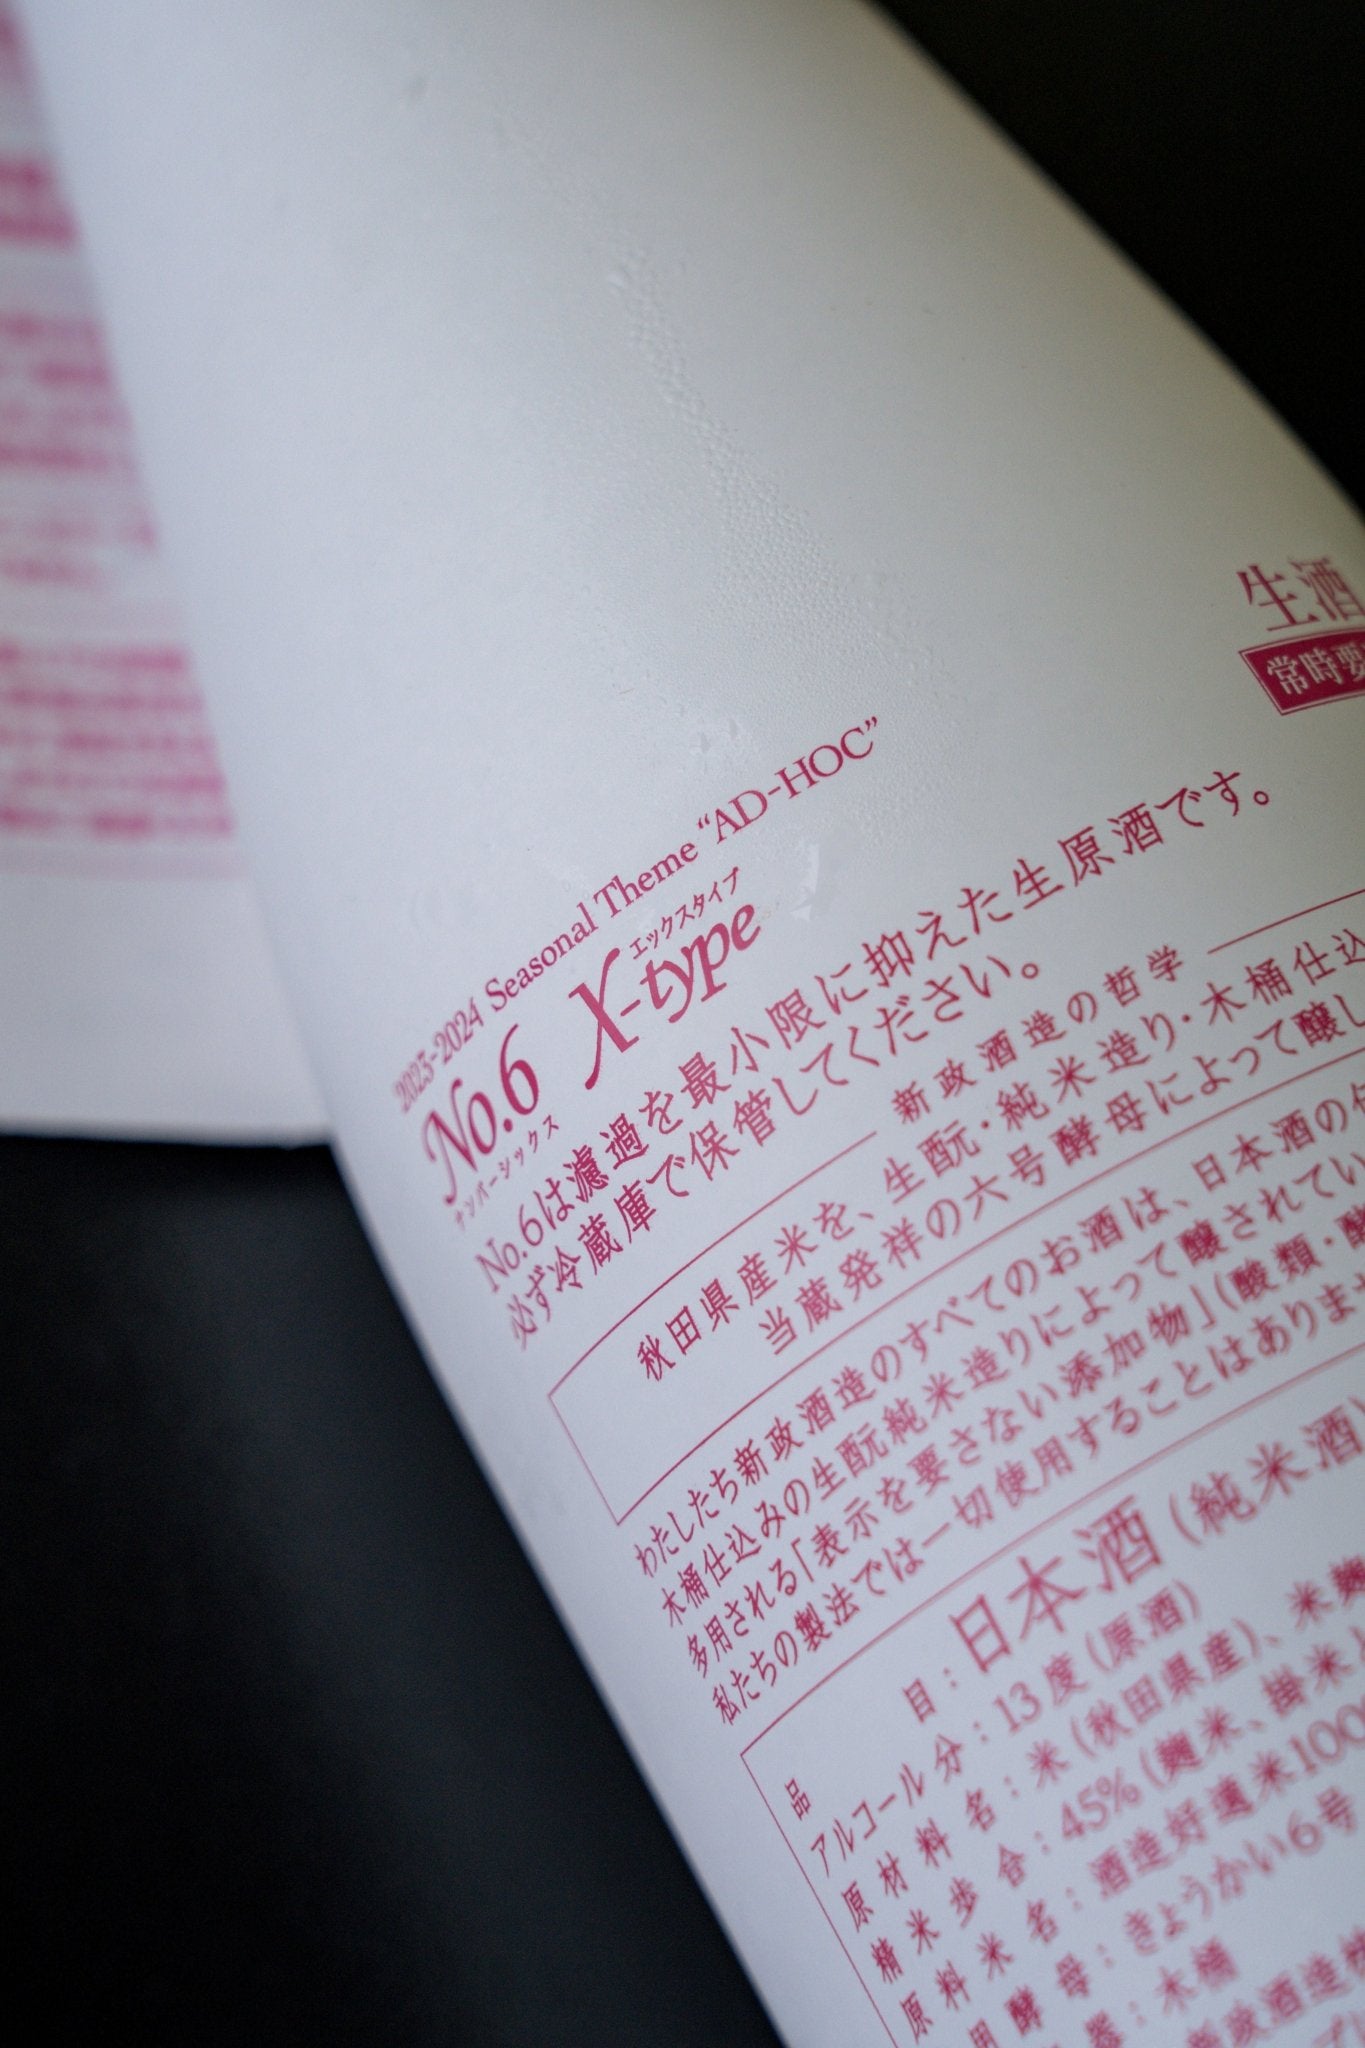 生酒
常時要
2023-2024 Seasonal Theme “AD-HOC”
エックスタイプ
No.6 X-type
ナンバーシックス
No.6は濾過を最小限に抑えた生原酒です。
必ず冷蔵庫で保管してください。
新政酒造の哲学
秋田県産米を、生酛・純米造り・木桶仕込
当蔵発祥の六号酵母によって醸し
わたしたち新政酒造のすべてのお酒は、日本酒の
木桶仕込みの生酛純米造りによって醸されてい
多用される「表示を要さない添加物」(酸類・酵
私たちの製法では一切使用することはありませ
品目:日本酒(純米酒)
アルコール分:13度(原酒)
原材料名:米(秋田県産)、米麹
精米歩合:45%(麹米、掛米
原料米名:酒造好適米100
用酵母:きょうかい6号
器:木桶
新政酒造